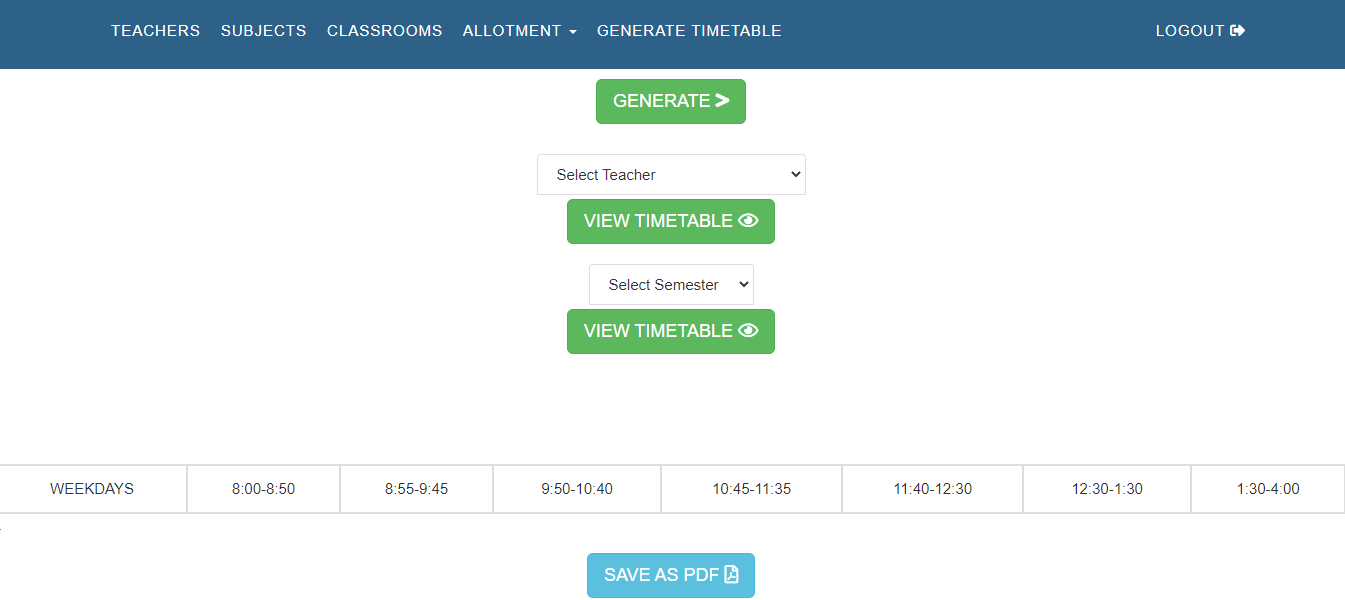 TEACHERS SUBJECTS CLASSROOMS ALLOTMENT GENERATE TIMETABLE LOGOUT
GENERATE
Select Teacher
VIEW TIMETABLE
Select Semester
VIEW TIMETABLE
WEEKDAYS 8:00-8:50 8:55-9:45 9:50-10:40 10:45-11:35 11:40-12:30 12:30-1:30 1:30-4:00
SAVE AS PDF